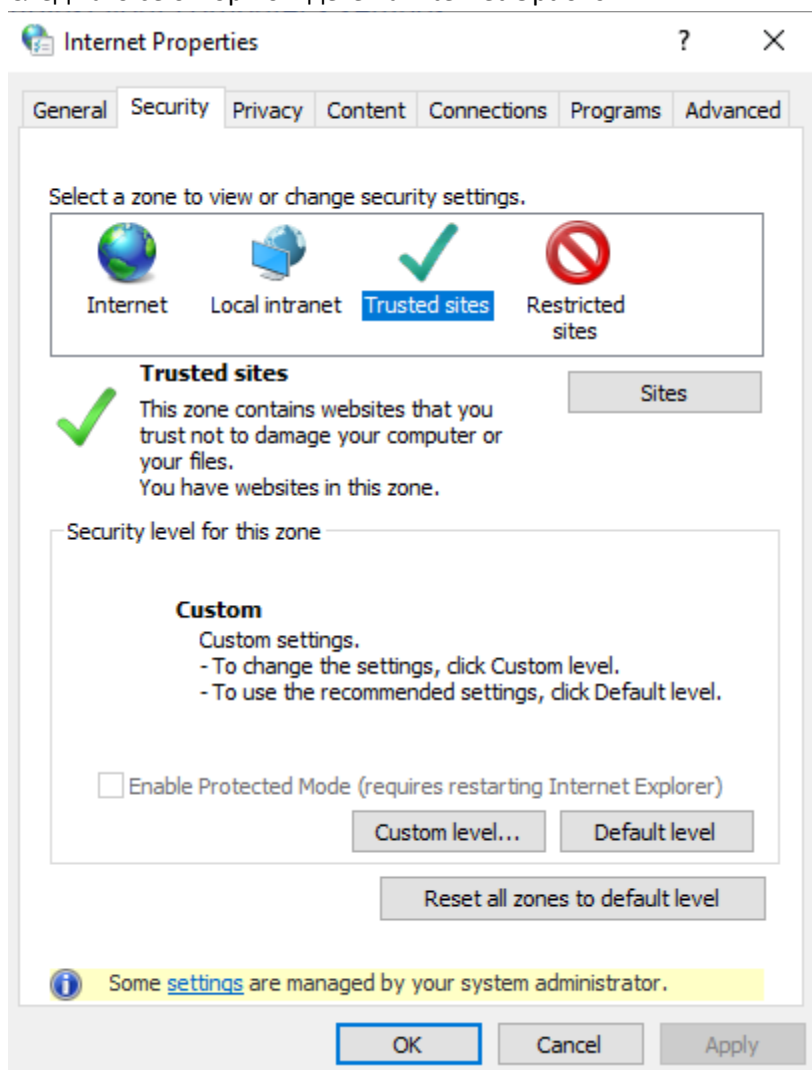 Internet Properties
?
General Security Privacy Content Connections Programs Advanced
Select a zone to view or change security settings.
Internet
Local intranet
Trusted sites
Restricted
sites
Trusted sites
Sites
This zone contains websites that you
trust not to damage your computer or
your files.
You have websites in this zone.
Security level for this zone
Custom
Custom settings.
- To change the settings, click Custom level.
- To use the recommended settings, click Default level.
Enable Protected Mode (requires restarting Internet Explorer)
Custom level...
Default level
Reset all zones to default level
Some settings are managed by your system administrator.
OK
Cancel
Apply